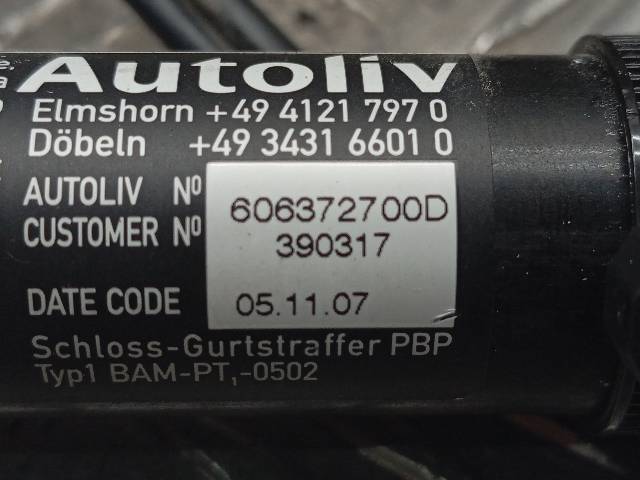 Autoliv
Elmshorn +49 4121 797 0
Döbeln +49 3431 6601 0
AUTOLIV Nº 606372700D
CUSTOMER Nº 390317
DATE CODE 05.11.07
Schloss-Gurtstraffer PBP
Typ1 BAM-PT,-0502